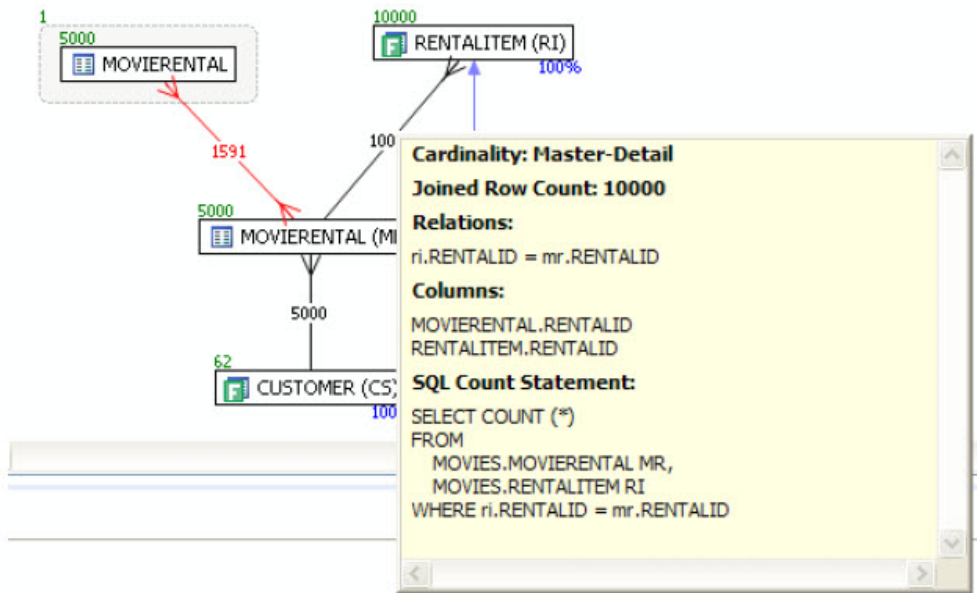 1
5000
MOVIERENTAL
10000
RENTALITEM (RI)
100%
1591
100
5000
MOVIERENTAL (M
5000
62
CUSTOMER (CS)
100
Cardinality: Master-Detail
Joined Row Count: 10000
Relations:
ri.RENTALID = mr.RENTALID
Columns:
MOVIERENTAL.RENTALID
RENTALITEM.RENTALID
SQL Count Statement:
SELECT COUNT (*)
FROM
MOVIES.MOVIERENTAL MR,
MOVIES.RENTALITEM RI
WHERE ri.RENTALID = mr.RENTALID